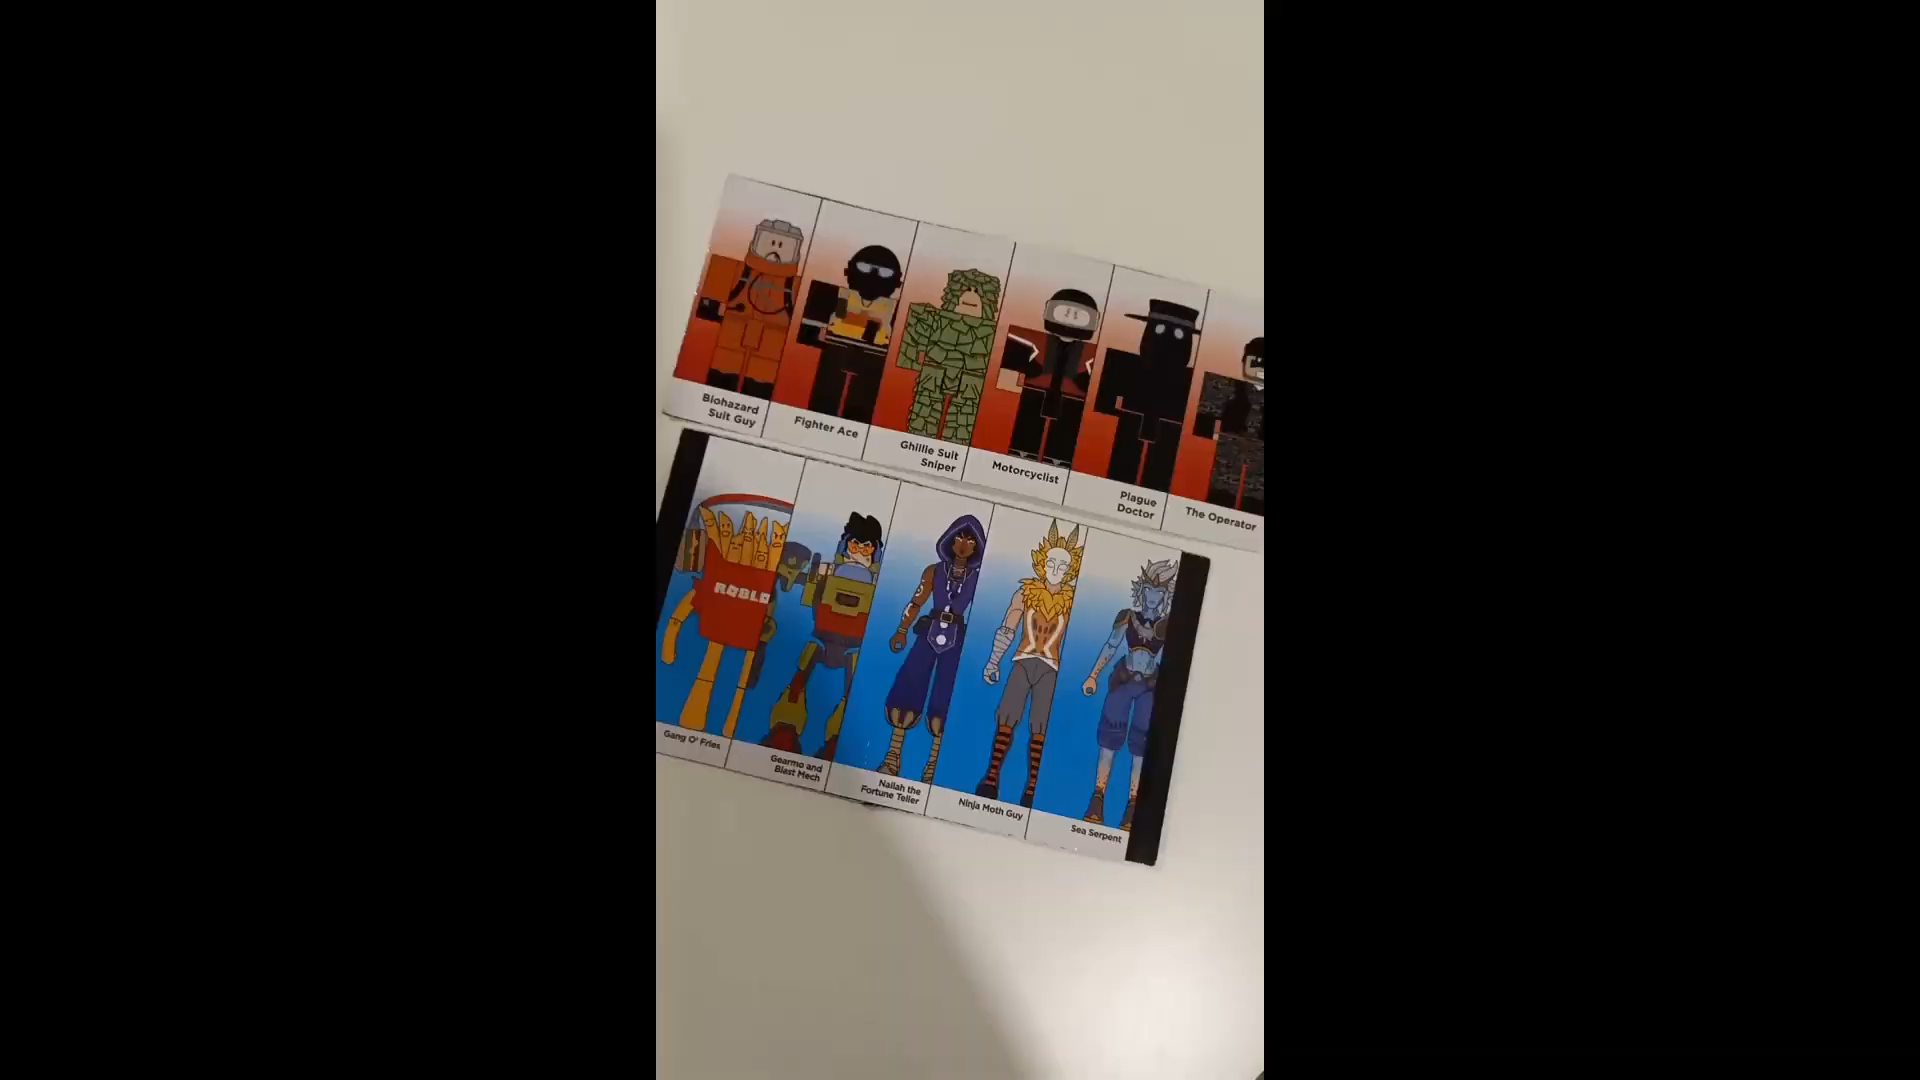 Biohazard
Suit Guy
Fighter Ace
Ghillie Suit
Sniper
Motorcyclist
Plague
Doctor
The Operator
ROBLO
Gang O' Fries
Gearmo and
Blast Mech
Nailah the
Fortune Teller
Ninja Moth Guy
Sea Serpent